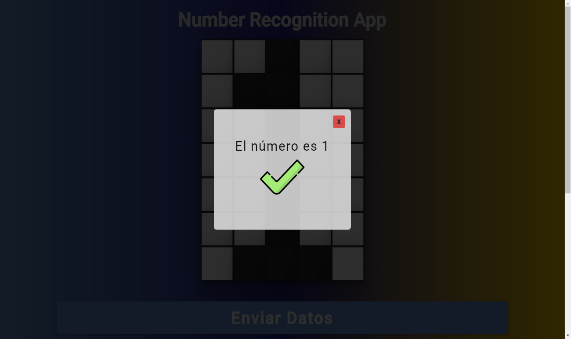 Number Recognition App
x
El número es 1
Enviar Datos